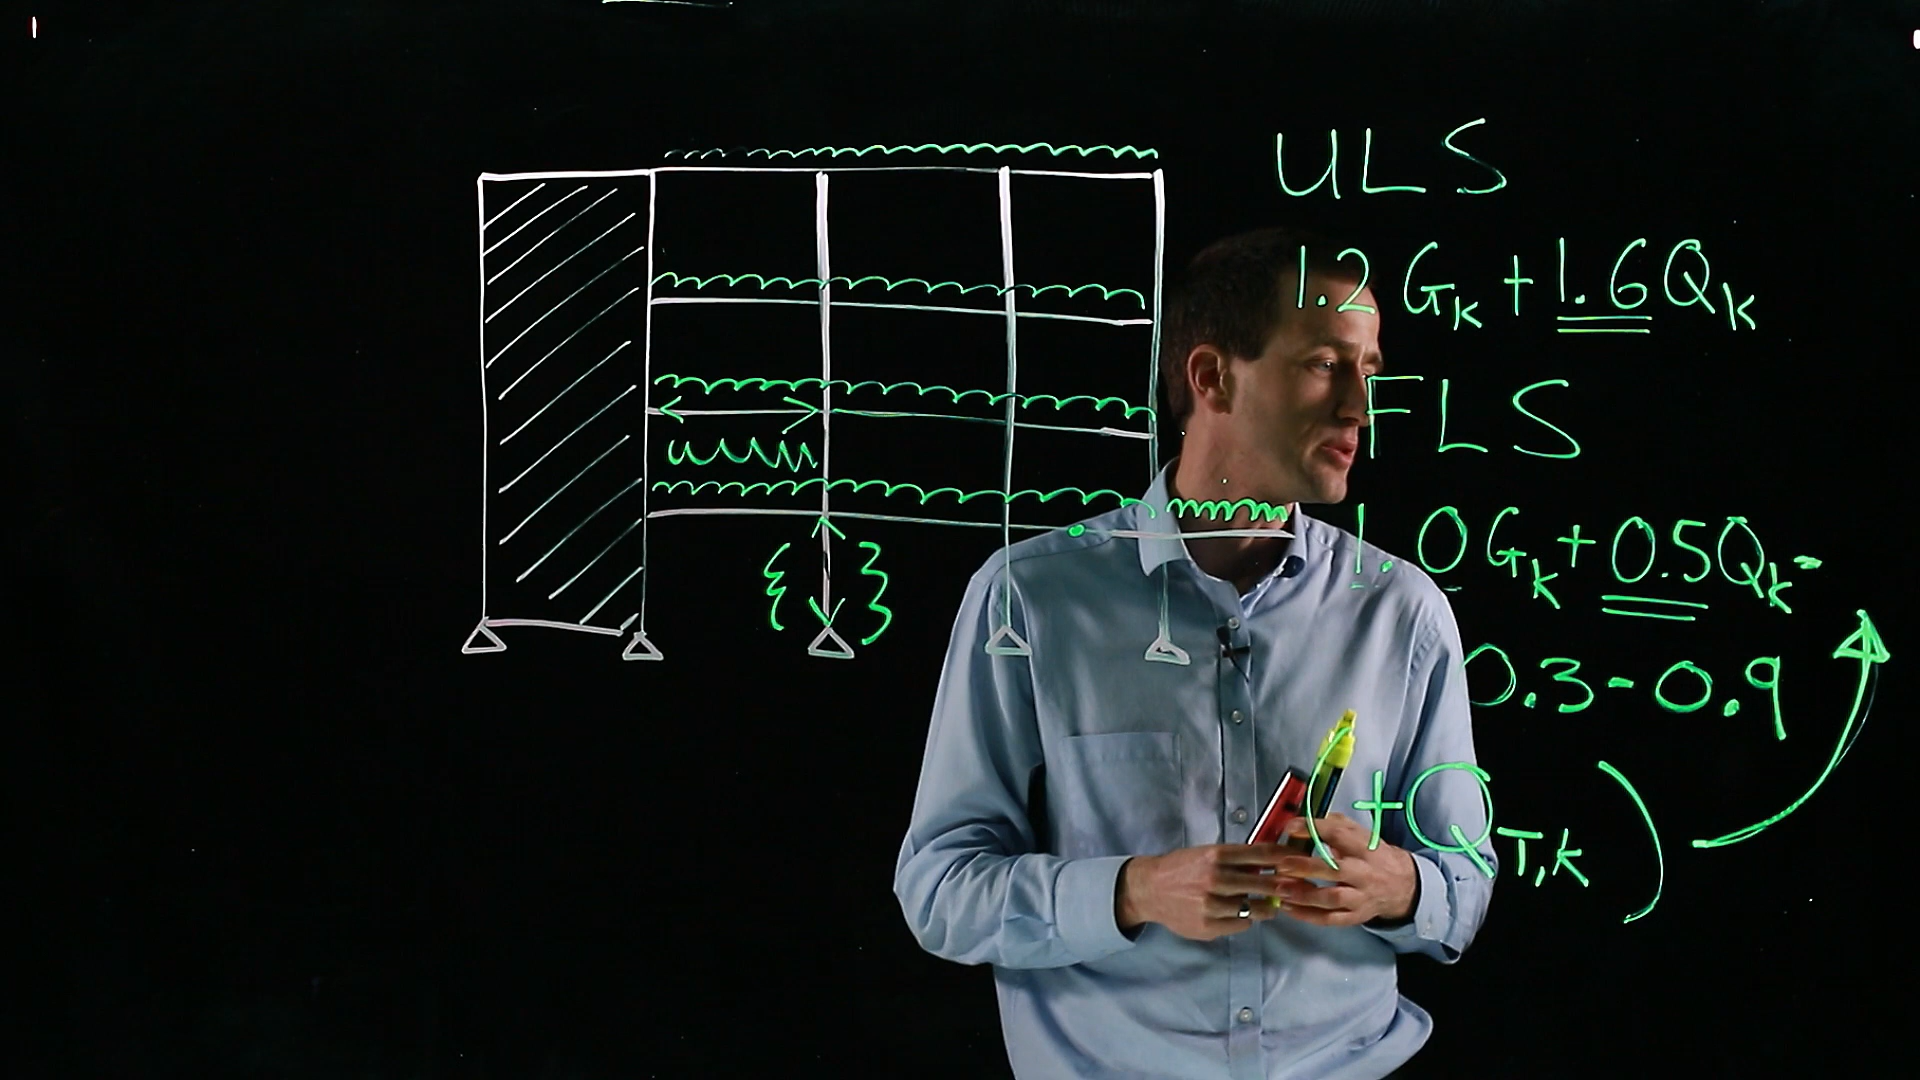 ULS
1.2 Gk + 1.6 Qk
FLS
1.0 Gk + 0.5 Qk
0.3 - 0.9
(+ QT,k)